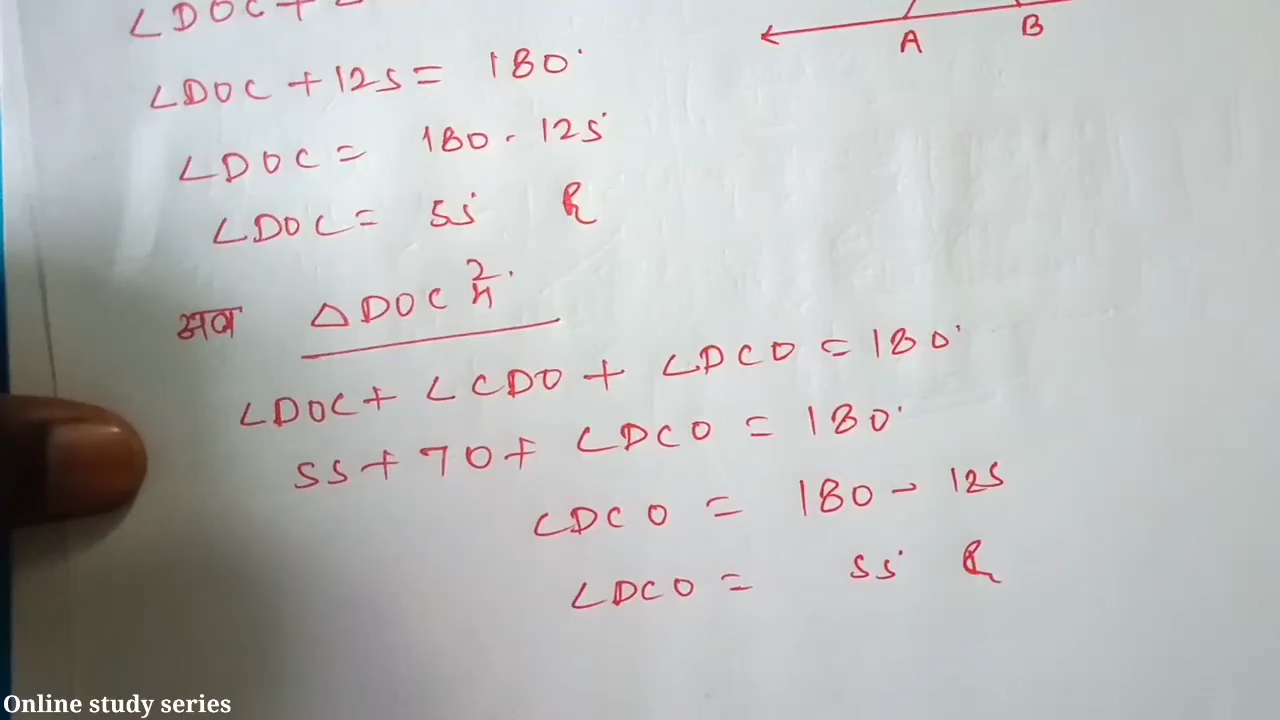 ∠DOC +
A B
∠DOC + 125 = 180°
∠DOC = 180 - 125°
∠DOC = 55° R
अब △DOC में
∠DOC + ∠CDO + ∠DCO = 180°
55 + 70 + ∠DCO = 180°
∠DCO = 180 - 125
∠DCO = 55° R
Online study series